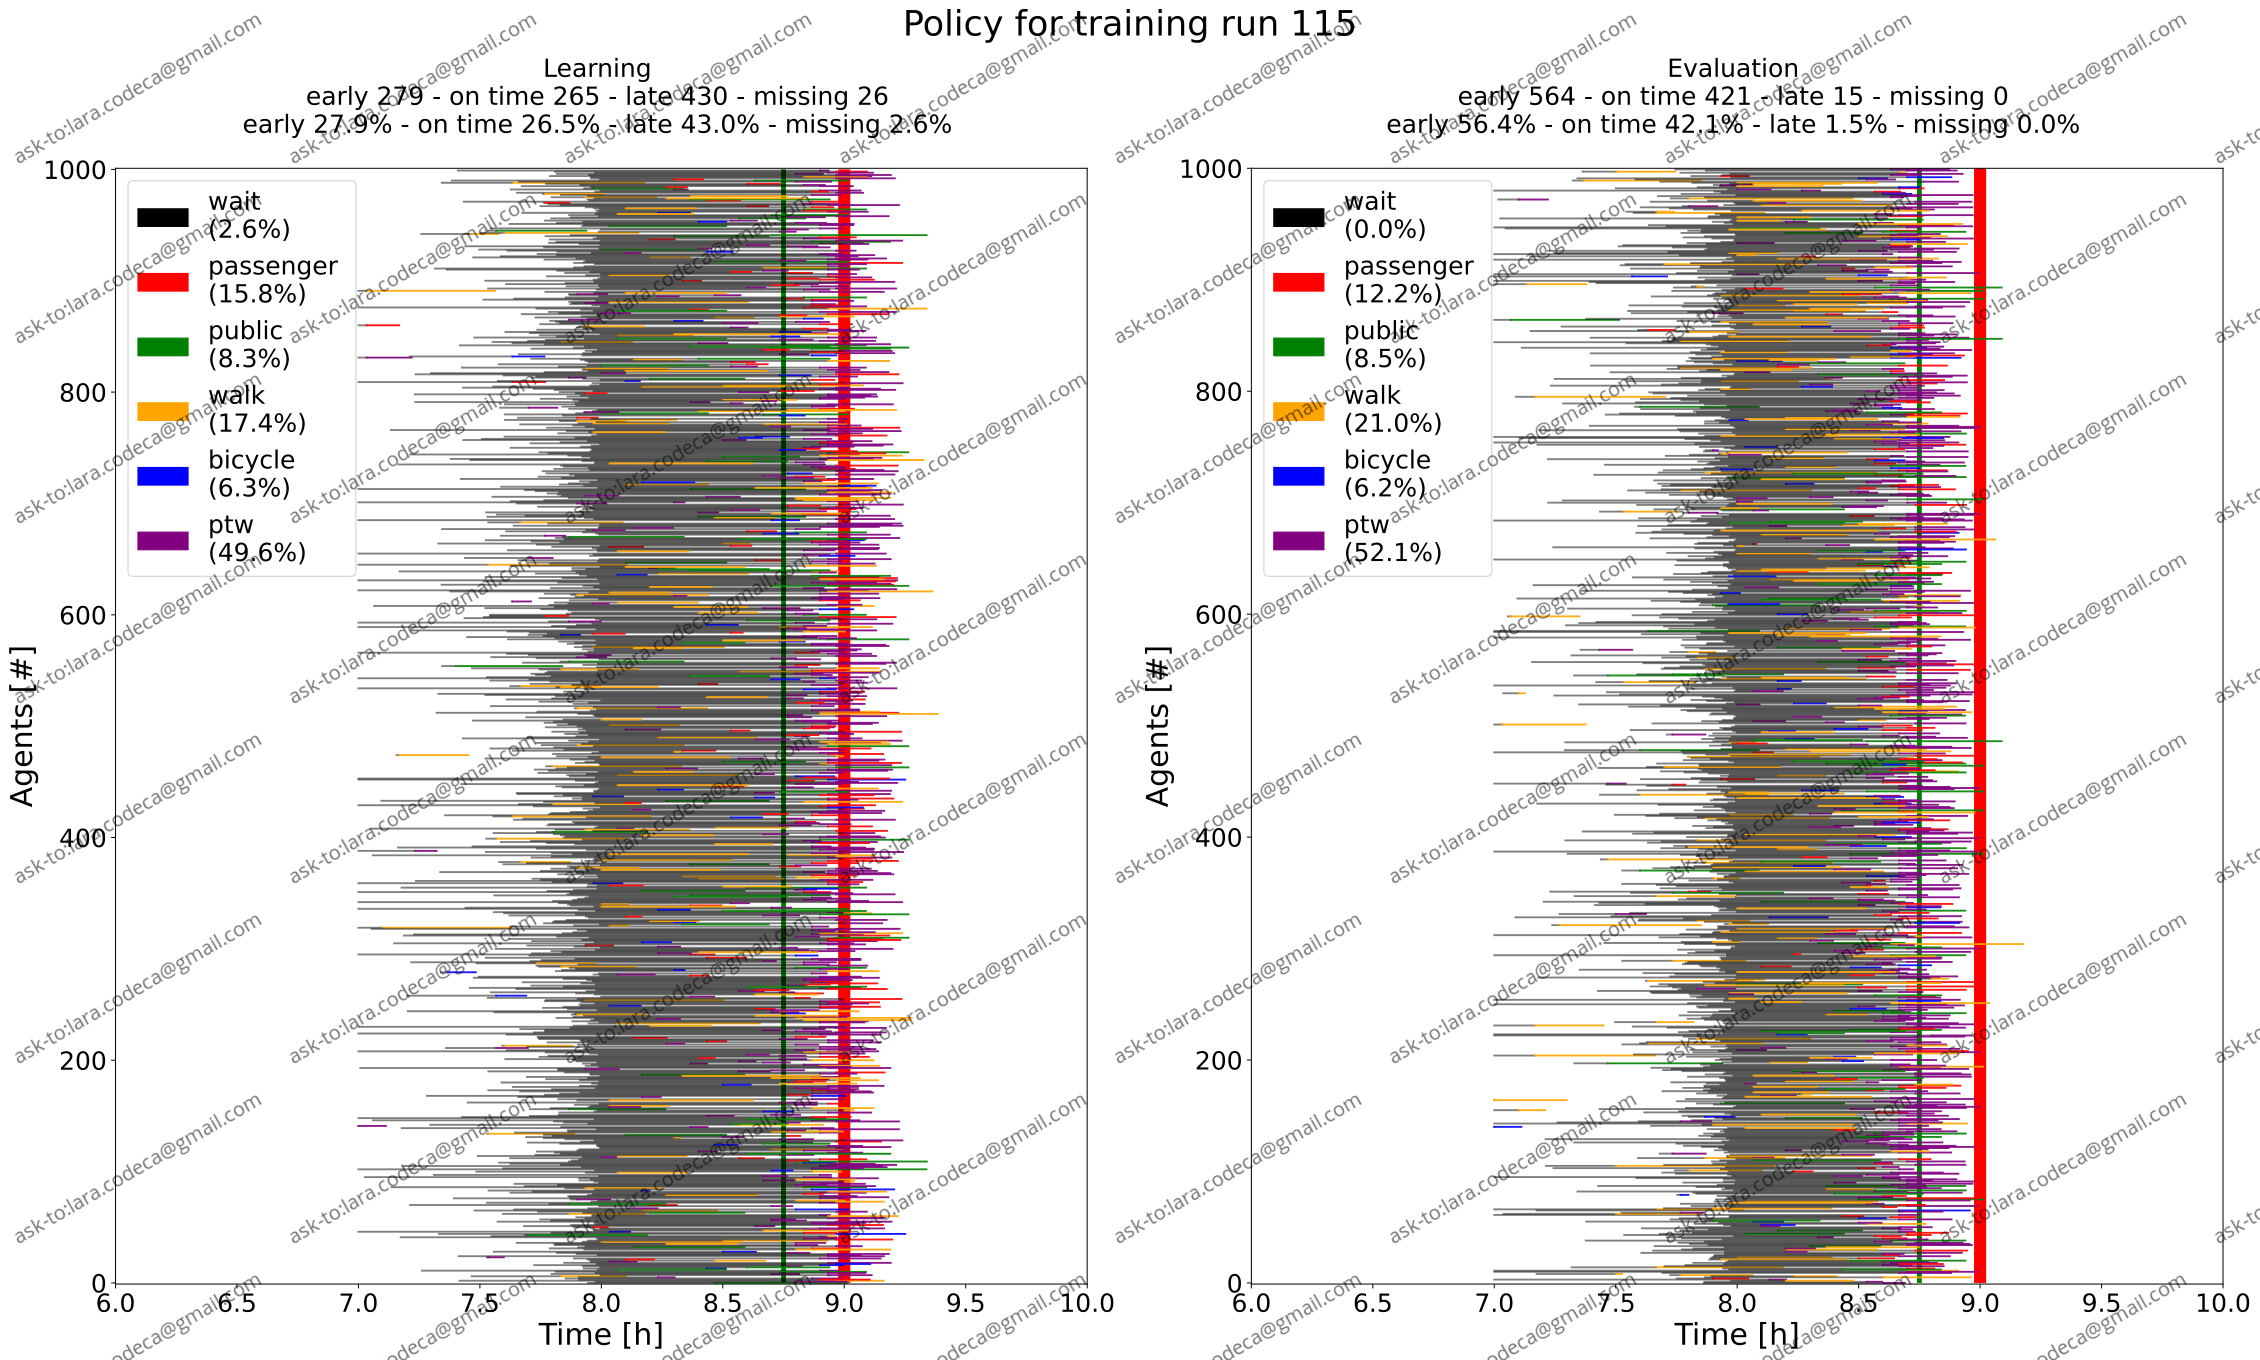 Policy for training run 115
Learning
early 279 - on time 265 - late 430 - missing 26
early 27.9% - on time 26.5% - late 43.0% - missing 2.6%
wait
(2.6%)
passenger
(15.8%)
public
(8.3%)
walk
(17.4%)
bicycle
(6.3%)
ptw
(49.6%)
Agents [#]
1000
800
600
400
200
0
6.0 6.5 7.0 7.5 8.0 8.5 9.0 9.5 10.0
Time [h]
Evaluation
early 564 - on time 421 - late 15 - missing 0
early 56.4% - on time 42.1% - late 1.5% - missing 0.0%
wait
(0.0%)
passenger
(12.2%)
public
(8.5%)
walk
(21.0%)
bicycle
(6.2%)
ptw
(52.1%)
Agents [#]
1000
800
600
400
200
0
6.0 6.5 7.0 7.5 8.0 8.5 9.0 9.5 10.0
Time [h]
ask-to:lara.codeca@gmail.com